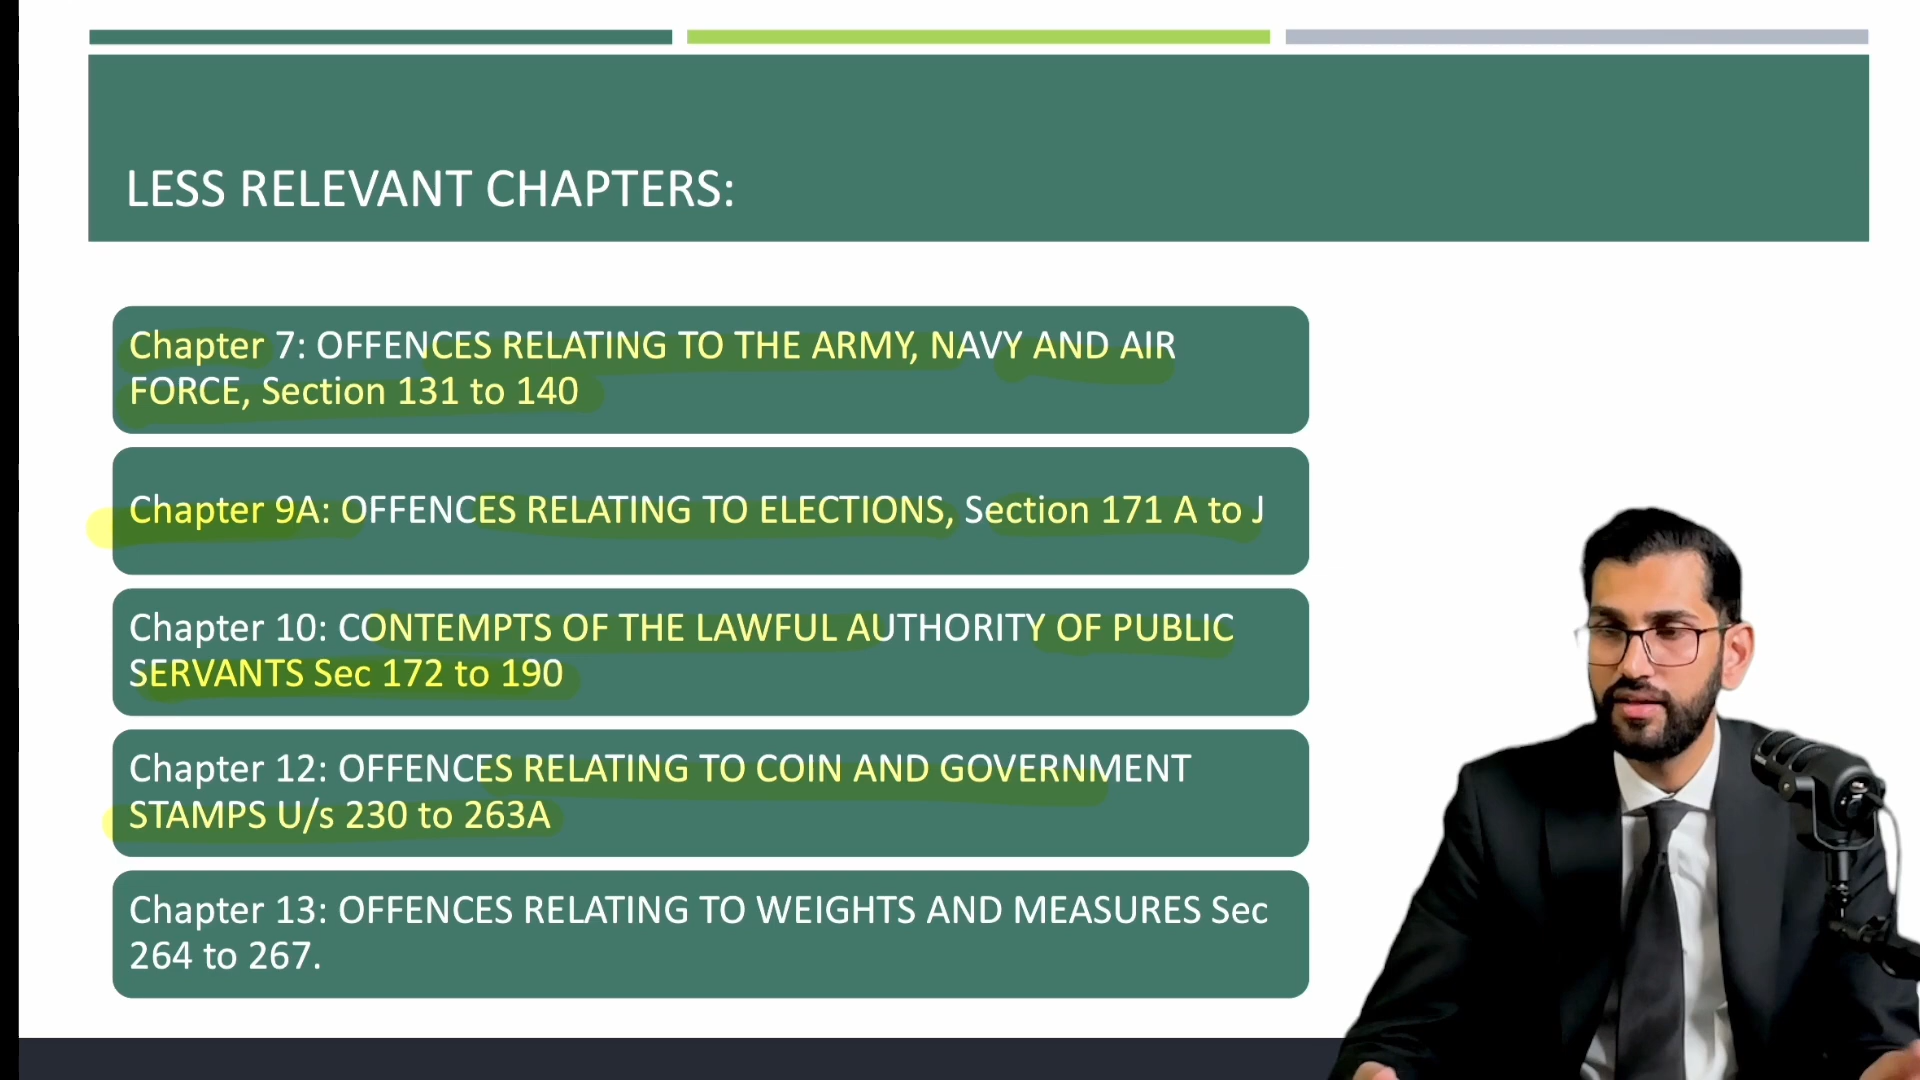 LESS RELEVANT CHAPTERS:
Chapter 7: OFFENCES RELATING TO THE ARMY, NAVY AND AIR
FORCE, Section 131 to 140
Chapter 9A: OFFENCES RELATING TO ELECTIONS, Section 171 A to J
Chapter 10: CONTEMPTS OF THE LAWFUL AUTHORITY OF PUBLIC
SERVANTS Sec 172 to 190
Chapter 12: OFFENCES RELATING TO COIN AND GOVERNMENT
STAMPS U/s 230 to 263A
Chapter 13: OFFENCES RELATING TO WEIGHTS AND MEASURES Sec
264 to 267.